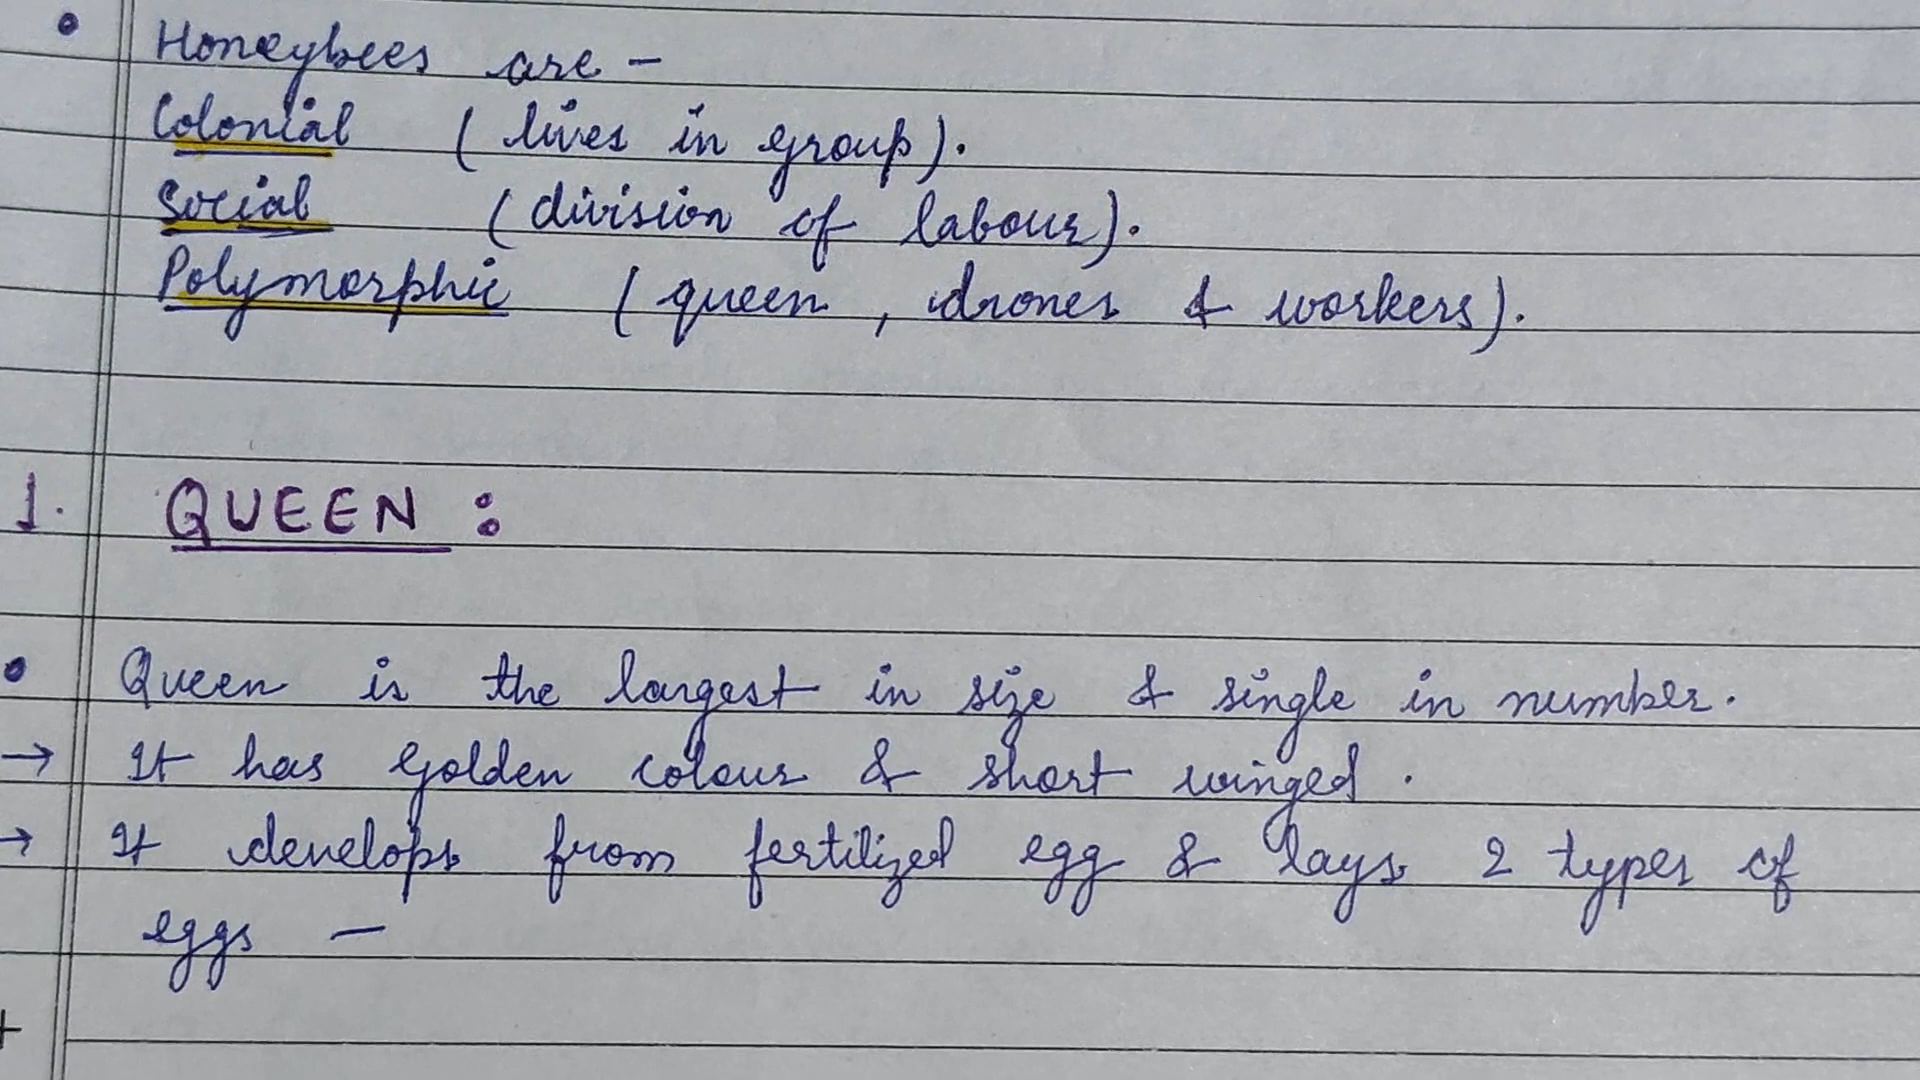 • Honeybees are -
Colonial (lives in group).
Social (division of labour).
Polymorphic (queen, drones & workers).
1. QUEEN :
• Queen is the largest in size & single in number.
→ It has golden colour & short winged.
→ It develops from fertilized egg & lays 2 types of
eggs -